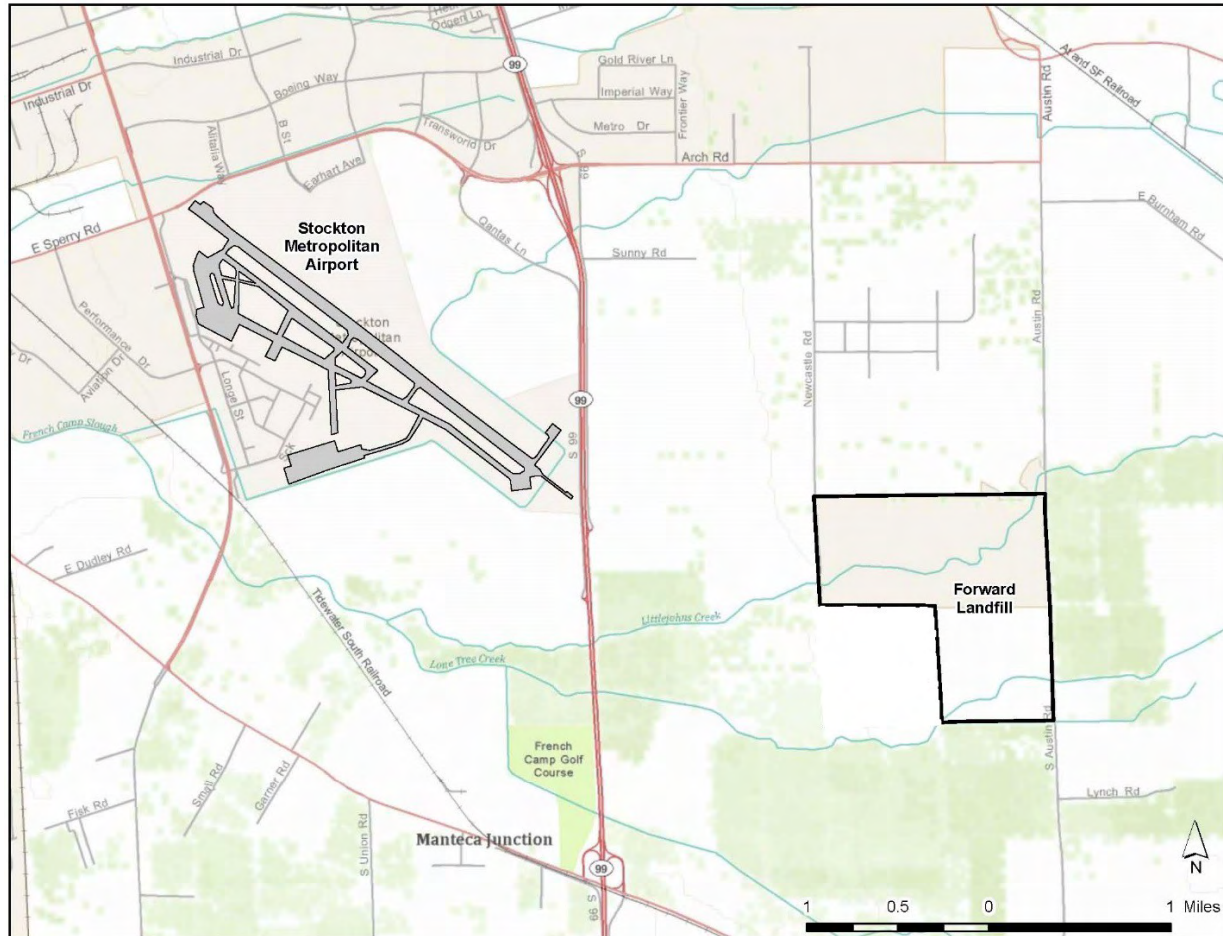 Odgen Ln
Industrial Dr
99
Gold River Ln
At and SF Railroad
Boeing Way
Imperial Way
Industrial Dr
B St
Transworld Dr
Metro Dr
Frontier Way
Austin Rd
Alitalia Way
S 99
Arch Rd
Earhart Ave
E Sperry Rd
Stockton
Metropolitan
Airport
Qantas Ln
Sunny Rd
E Burnham Rd
Performance Dr
Aviation Dr
Longe St
Newcastle Rd
Austin Rd
99
French Camp Slough
S 99
E Dudley Rd
Tidewater South Railroad
Littlejohns Creek
Forward
Landfill
Lone Tree Creek
French
Camp Golf
Course
S Austin Rd
Small Rd
Garner Rd
Fisk Rd
Lynch Rd
S Union Rd
Manteca Junction
99
S 99
N
1 0.5 0 1 Miles